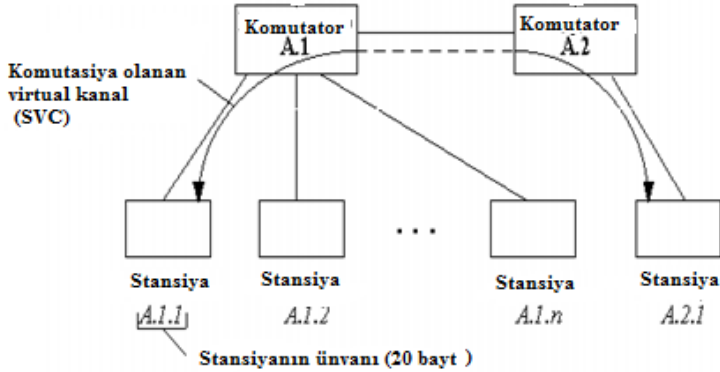 Komutator
A.1
Komutator
A.2
Komutasiya olanan
virtual kanal
(SVC)
...
Stansiya
A.1.1
Stansiya
A.1.2
Stansiya
A.1.n
Stansiya
A.2.1
Stansiyanın ünvanı (20 bayt )